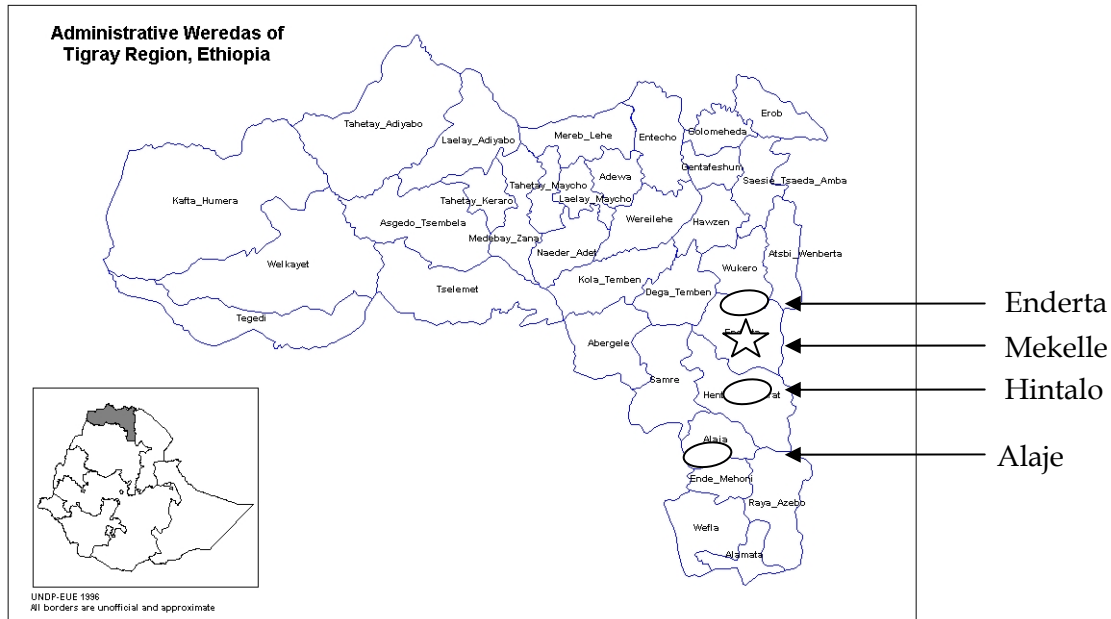 Administrative Weredas of
Tigray Region, Ethiopia
Erob
Tahetay_Adiyabo
Golomeheda
Laelay_Adiyabo
Mereb_Lehe
Entecho
Gentafeshum
Adewa
Saesie_Tsaeda_Amba
Tahetay_Maycho
Kafta_Humera
Tahetay_Keraro
Laelay_Maycho
Asgedo_Tsembela
Wereilehe
Hawzen
Medebay_Zana
Naeder_Adet
Atsbi_Wenberta
Welkayet
Wukero
Kola_Temben
Tselemet
Dega_Temben
Enderta
Tegedi
Mekelle
Abergele
Samre
Hintalo
Alaja
Alaje
Ende_Mehoni
Raya_Azebo
Wefla
Alamata
UNDP-EUE 1996
All borders are unofficial and approximate